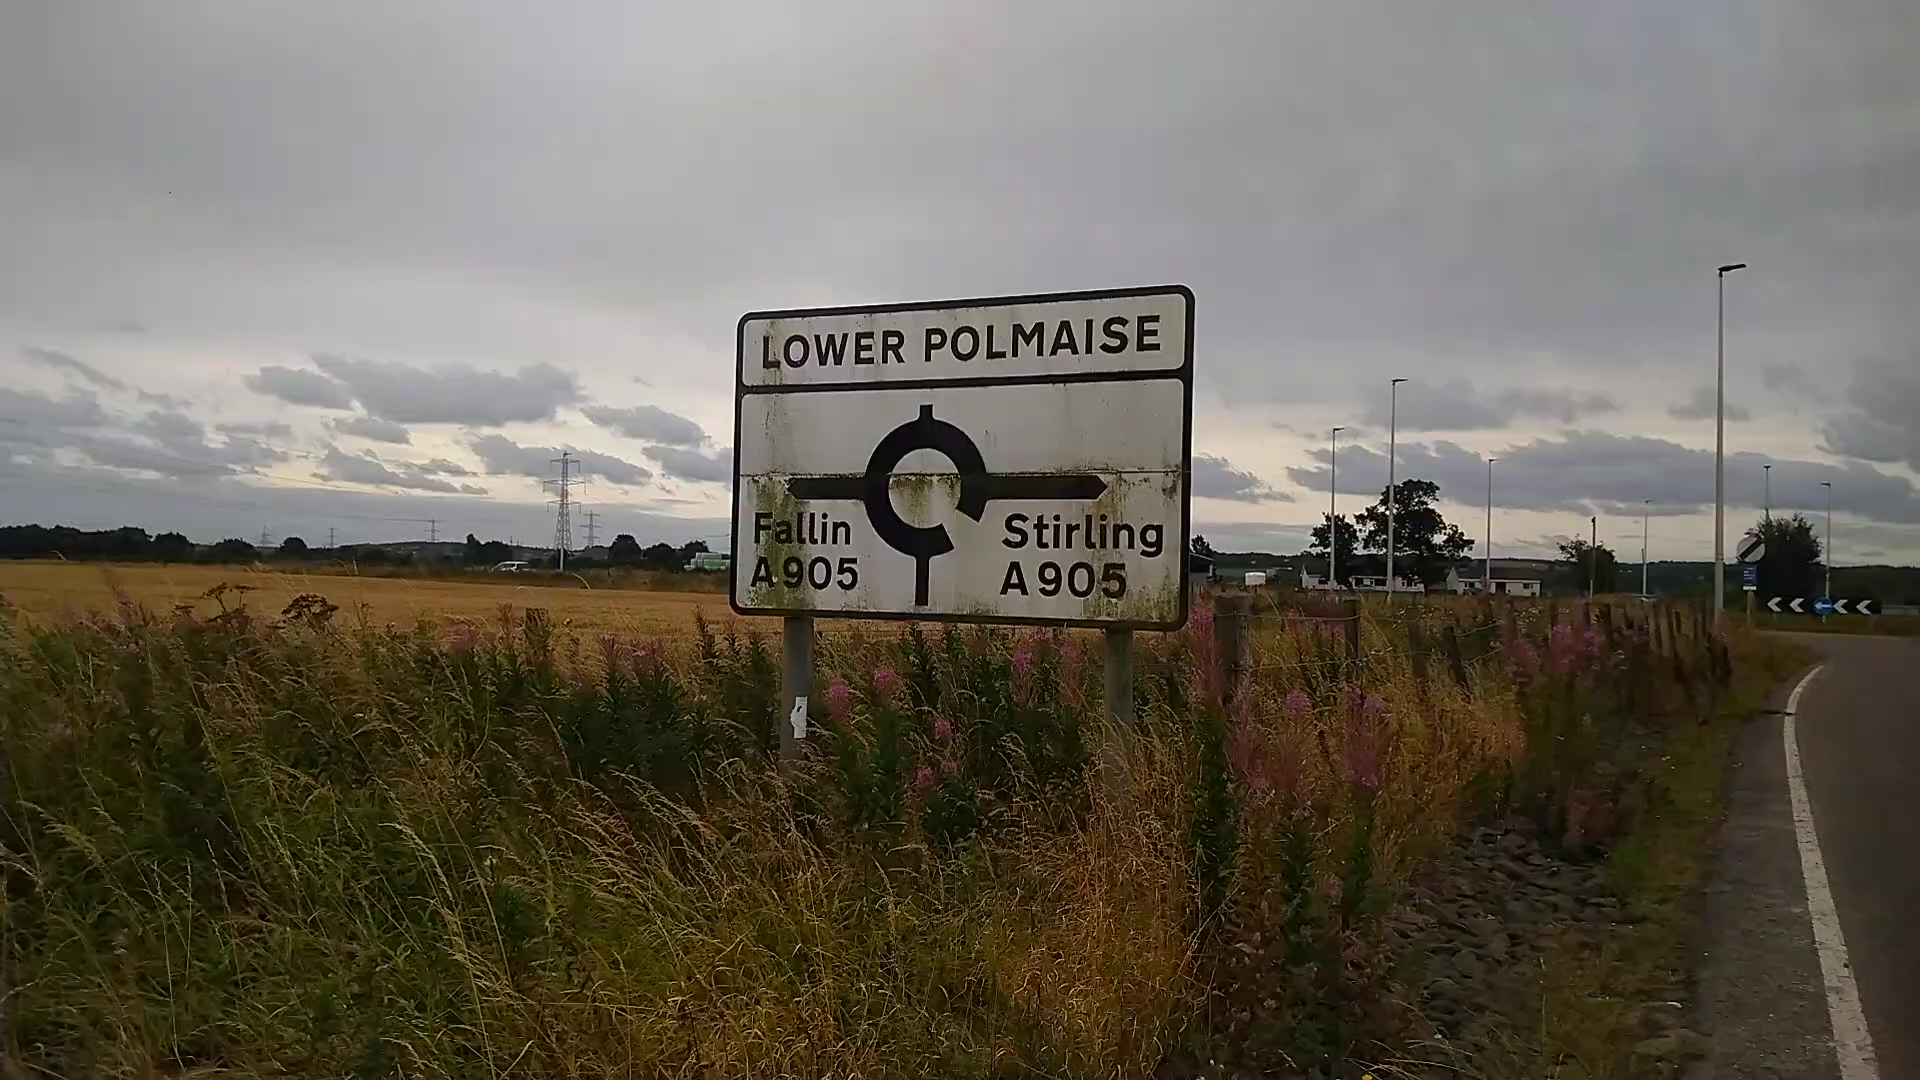 LOWER POLMAISE
Fallin
A905
Stirling
A905